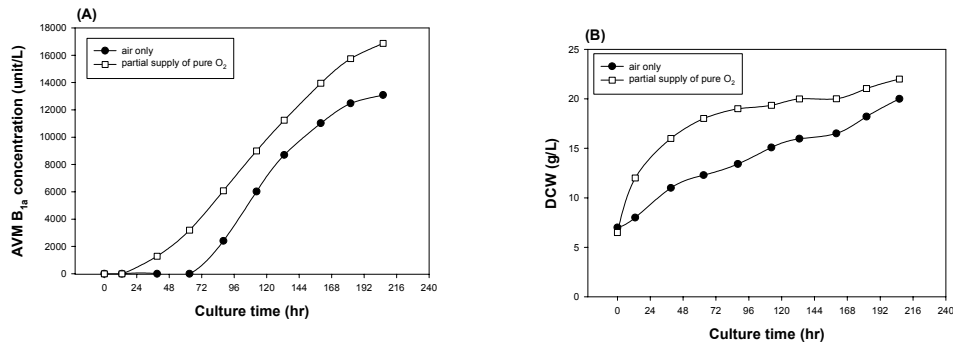 (A)
18000
16000
14000
12000
10000
8000
6000
4000
2000
0
AVM B1a concentration (unit/L)
air only
partial supply of pure O2
0 24 48 72 96 120 144 168 192 216 240
Culture time (hr)
(B)
25
20
15
10
5
0
DCW (g/L)
air only
partial supply of pure O2
0 24 48 72 96 120 144 168 192 216 240
Culture time (hr)